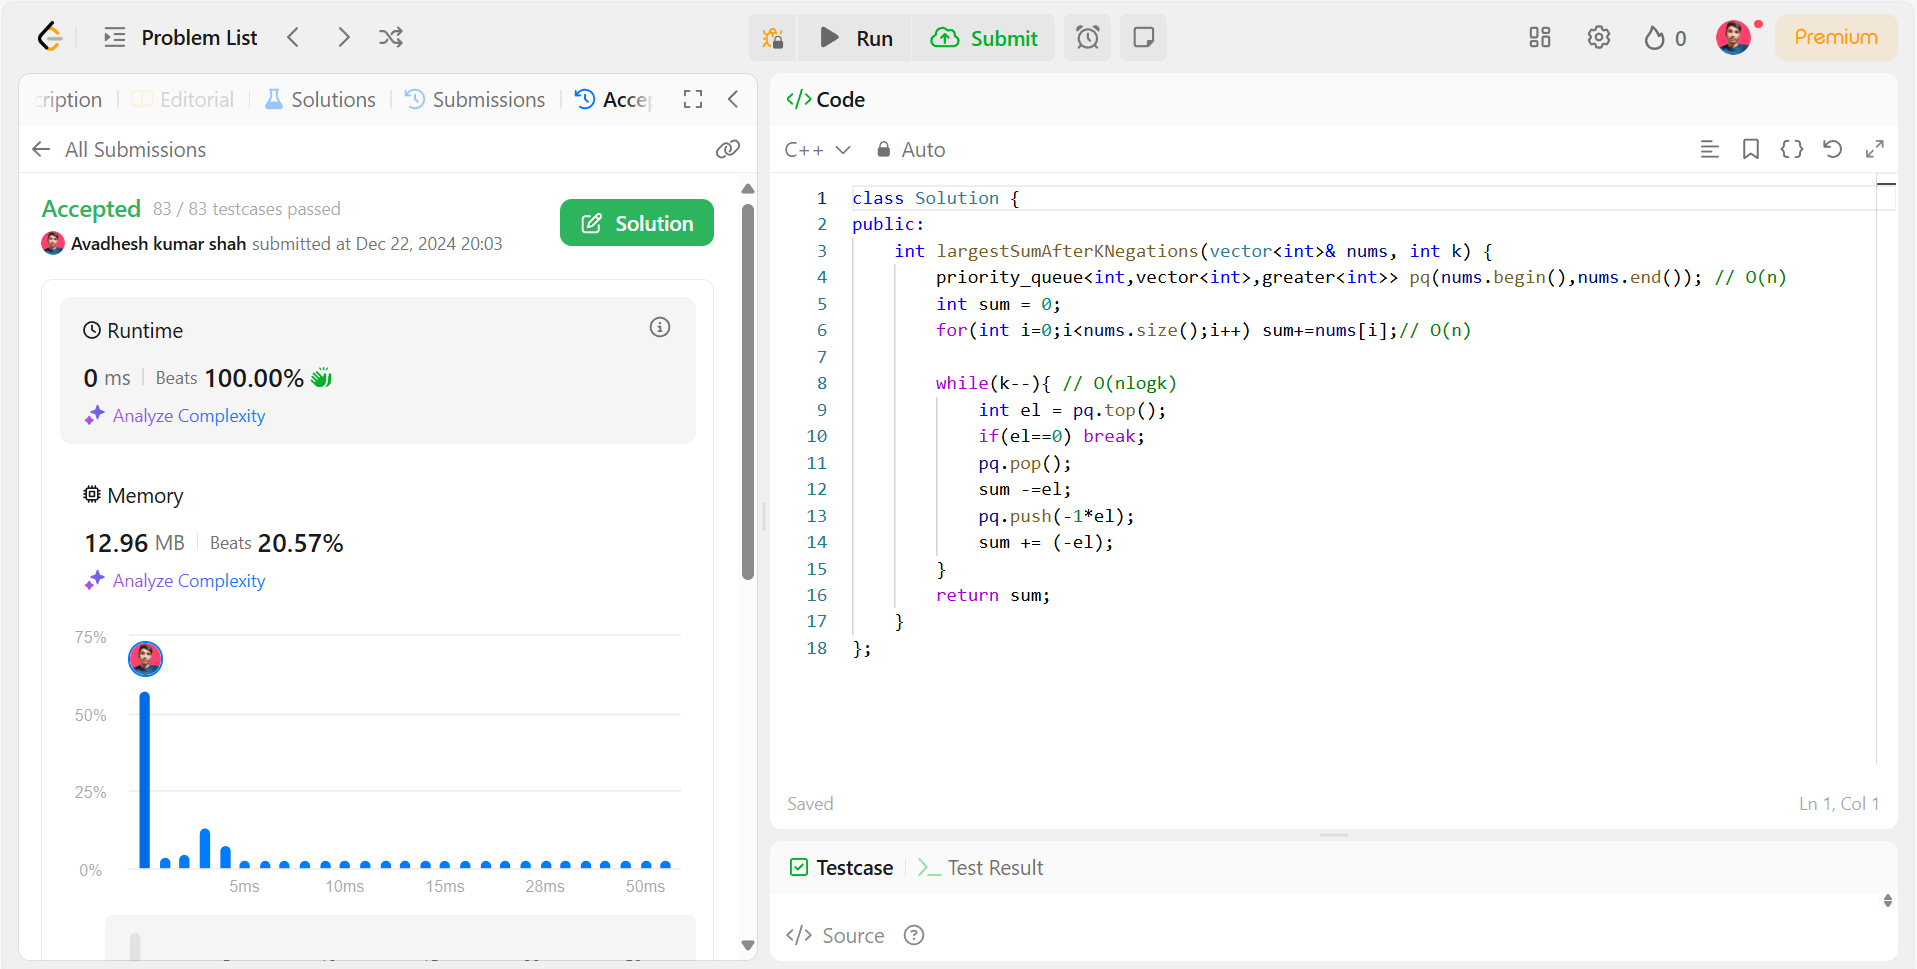 Problem List
Run
Submit
0
Premium
cription
Editorial
Solutions
Submissions
Acce
All Submissions
Accepted 83 / 83 testcases passed
Avadhesh kumar shah submitted at Dec 22, 2024 20:03
Solution
Runtime
0 ms Beats 100.00%
Analyze Complexity
Memory
12.96 MB Beats 20.57%
Analyze Complexity
75%
50%
25%
0%
5ms 10ms 15ms 28ms 50ms
</> Code
C++ Auto
1 class Solution {
2 public:
3 int largestSumAfterKNegations(vector<int>& nums, int k) {
4 priority_queue<int,vector<int>,greater<int>> pq(nums.begin(),nums.end()); // O(n)
5 int sum = 0;
6 for(int i=0;i<nums.size();i++) sum+=nums[i];// O(n)
7
8 while(k--){ // O(nlogk)
9 int el = pq.top();
10 if(el==0) break;
11 pq.pop();
12 sum -=el;
13 pq.push(-1*el);
14 sum += (-el);
15 }
16 return sum;
17 }
18 };
Saved
Ln 1, Col 1
Testcase
Test Result
</> Source